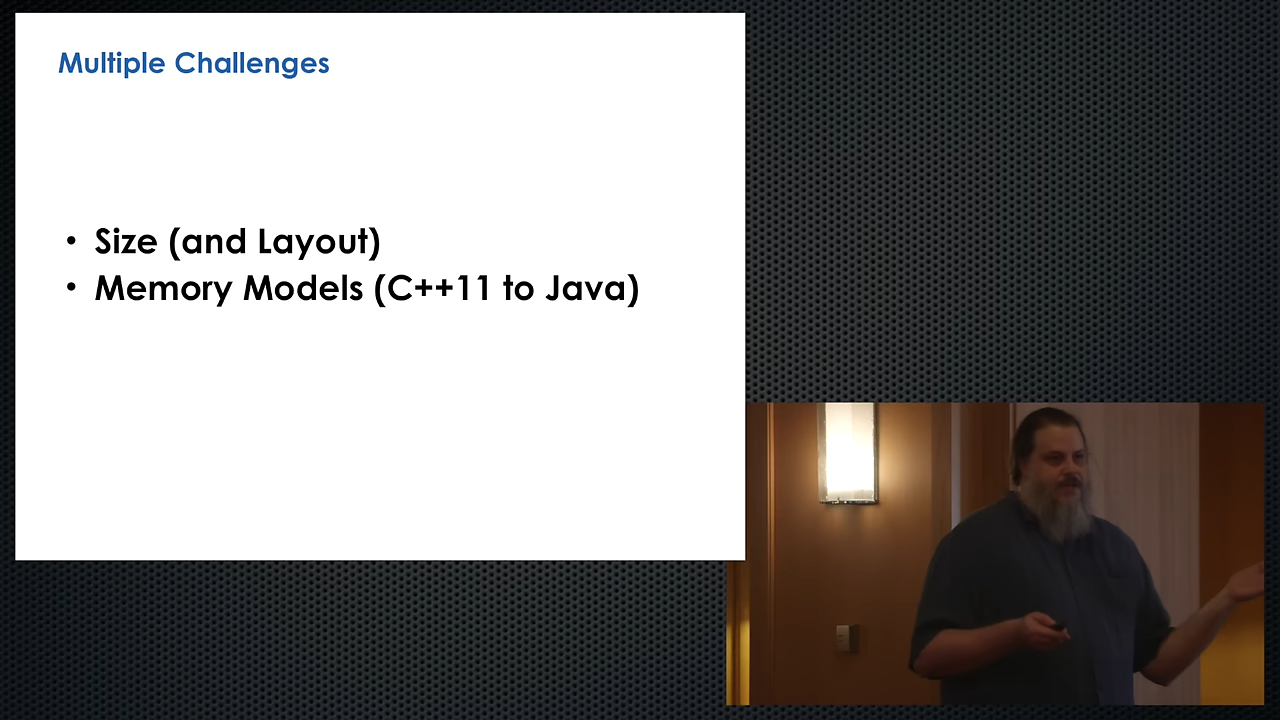 Multiple Challenges
• Size (and Layout)
• Memory Models (C++11 to Java)